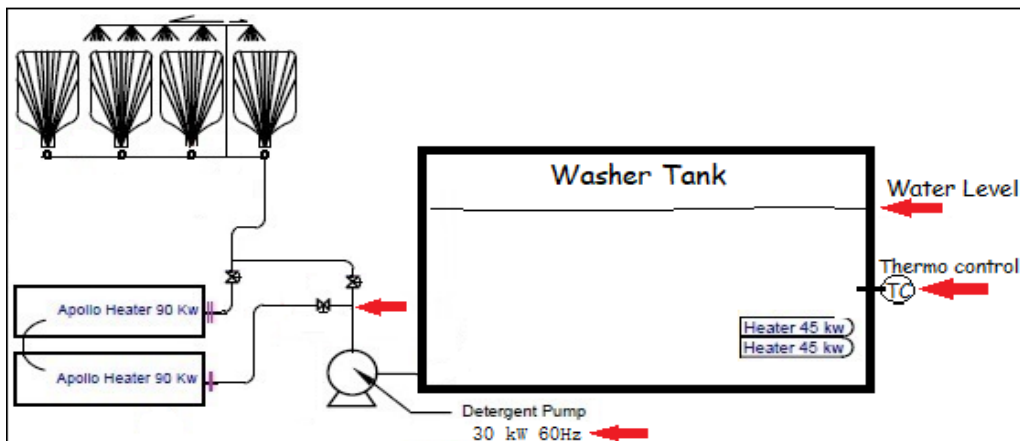 Washer Tank
Water Level
Thermo control
TC
Apollo Heater 90 Kw
Heater 45 kw
Heater 45 kw
Apollo Heater 90 Kw
Detergent Pump
30 kW 60Hz